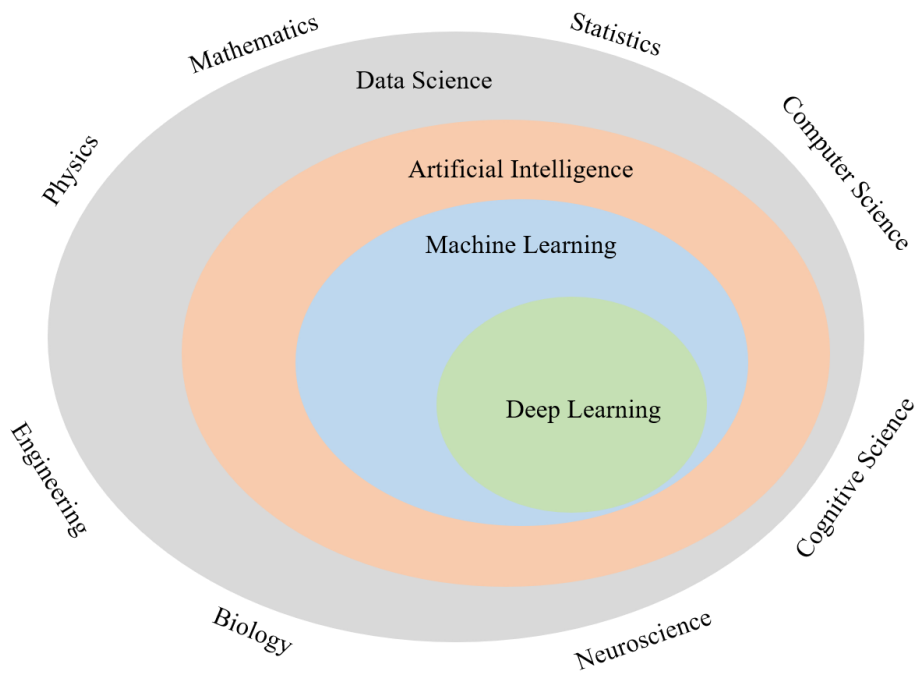 Mathematics
Statistics
Data Science
Physics
Computer Science
Artificial Intelligence
Machine Learning
Deep Learning
Engineering
Cognitive Science
Biology
Neuroscience